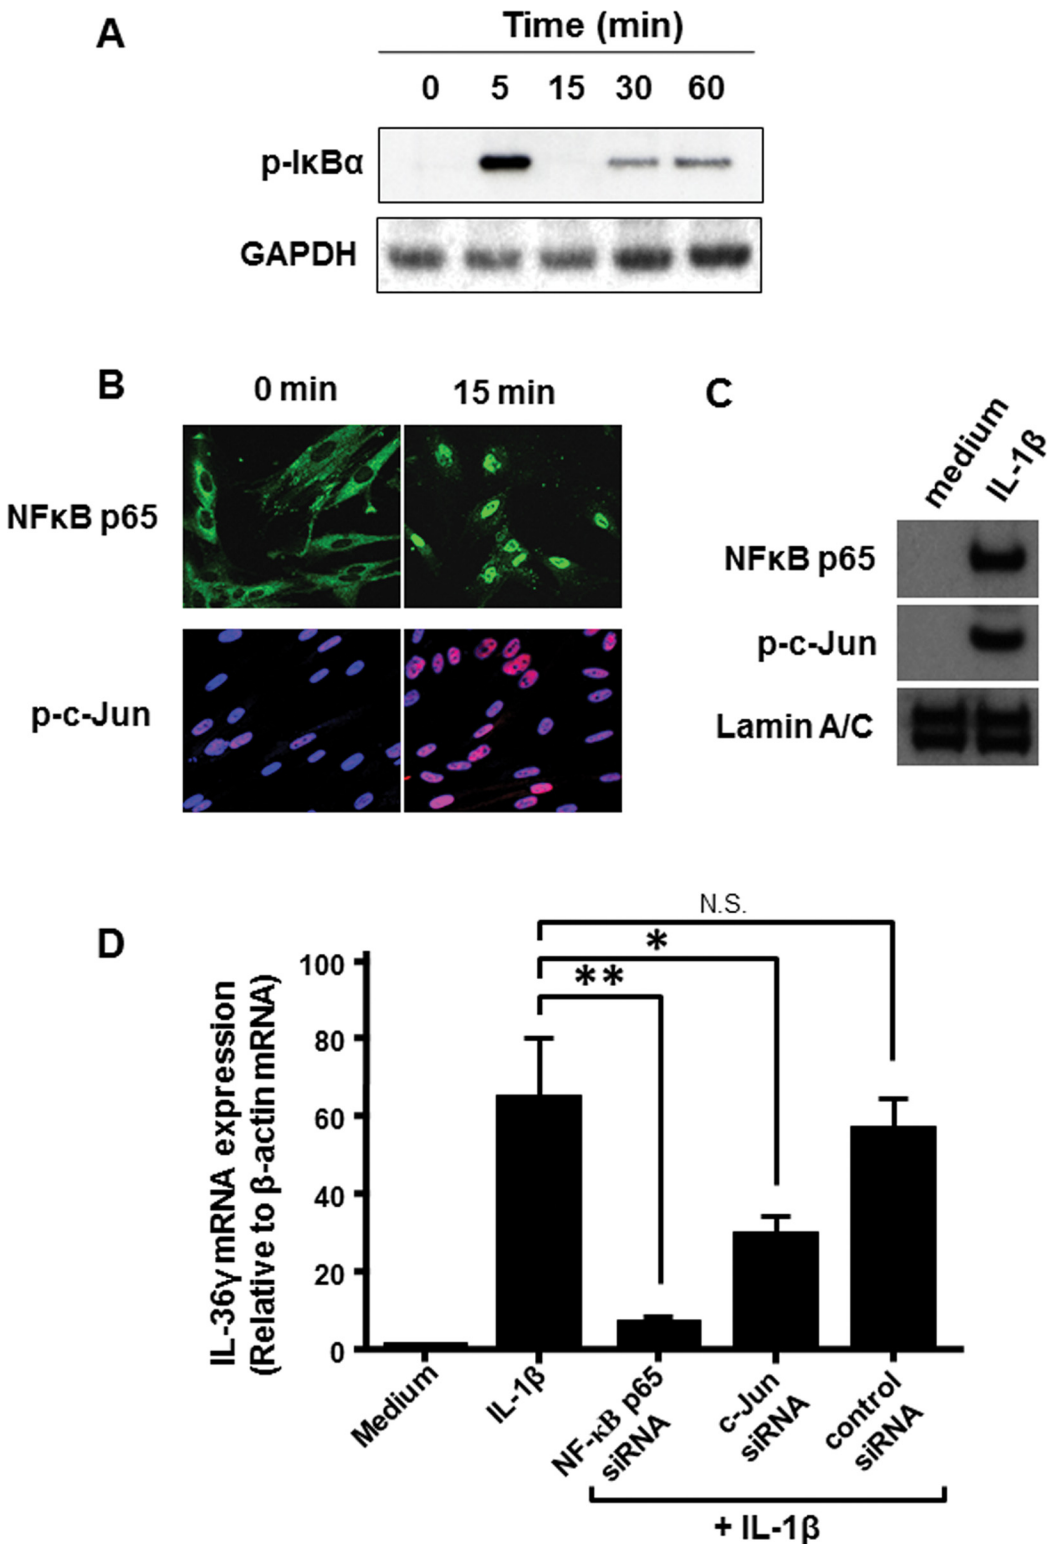 A
Time (min)
0 5 15 30 60
p-IκBα
GAPDH
B
0 min 15 min
NFκB p65
p-c-Jun
C
medium IL-1β
NFκB p65
p-c-Jun
Lamin A/C
D
N.S.
*
**
IL-36γ mRNA expression
(Relative to β-actin mRNA)
100
80
60
40
20
0
Medium
IL-1β
NF-κB p65
siRNA
c-Jun
siRNA
control
siRNA
+ IL-1β